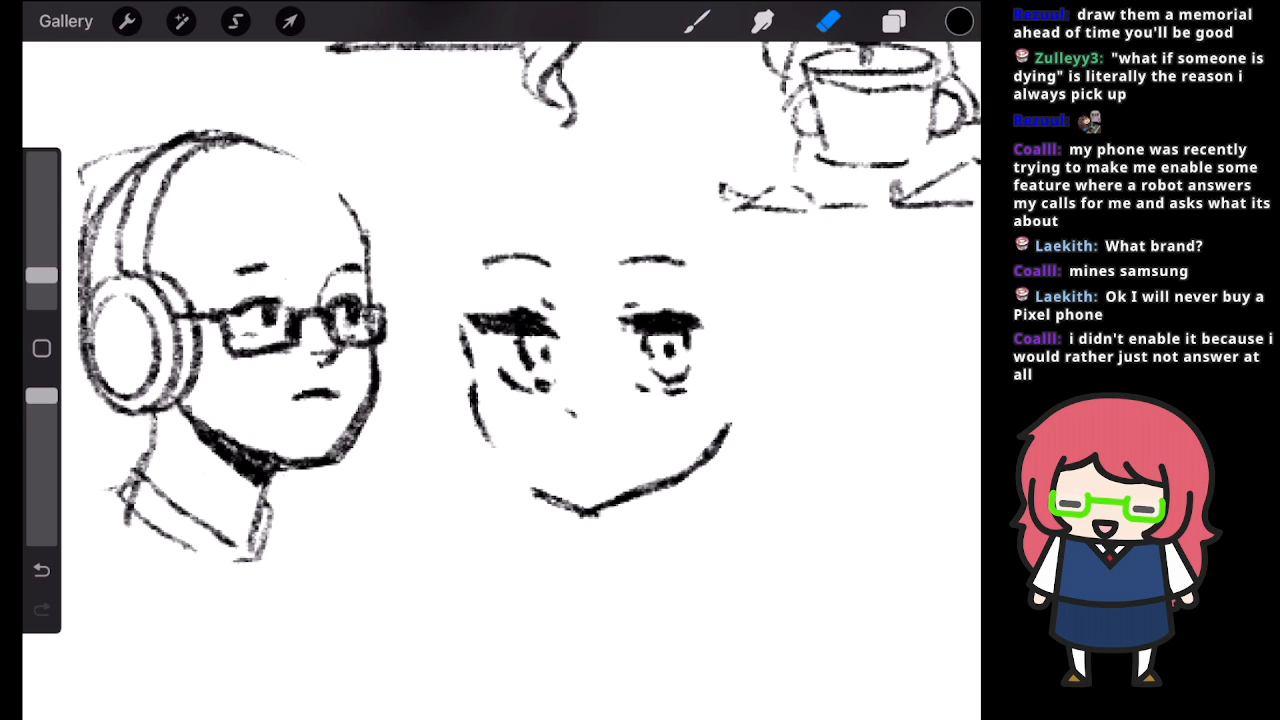 Gallery
Rezuul: draw them a memorial
ahead of time you'll be good
Zulleyy3: "what if someone is
dying" is literally the reason i
always pick up
Rezuul:
Coalll: my phone was recently
trying to make me enable some
feature where a robot answers
my calls for me and asks what its
about
Laekith: What brand?
Coalll: mines samsung
Laekith: Ok I will never buy a
Pixel phone
Coalll: i didn't enable it because i
would rather just not answer at
all